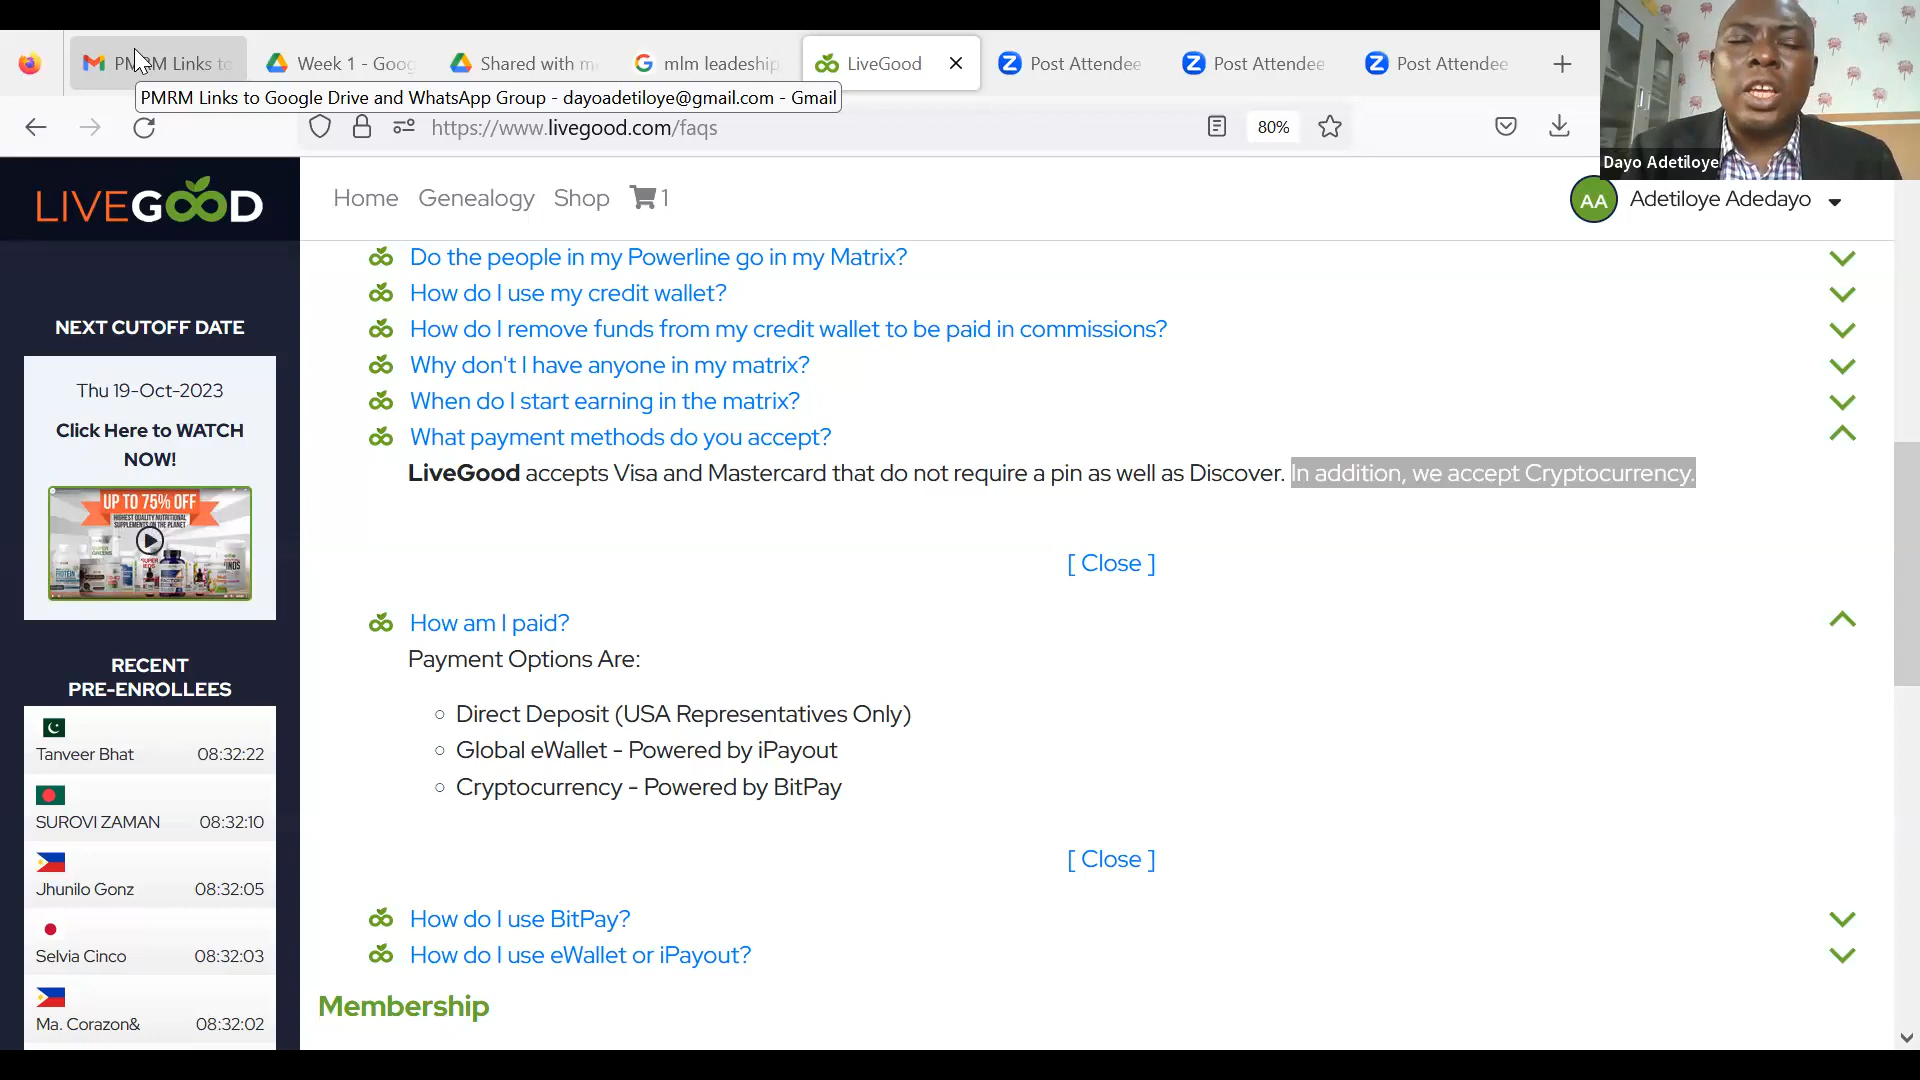 PMRM Links to
Week 1 - Goog
Shared with m
mlm leadeship
LiveGood
Post Attendee
Post Attendee
Post Attendee
PMRM Links to Google Drive and WhatsApp Group - dayoadetiloye@gmail.com - Gmail
https://www.livegood.com/faqs
80%
Dayo Adetiloye
LIVEGOOD
Home
Genealogy
Shop
1
AA
Adetiloye Adedayo
NEXT CUTOFF DATE
Thu 19-Oct-2023
Click Here to WATCH
NOW!
UP TO 75% OFF
HIGHEST QUALITY NUTRITIONAL
SUPPLEMENTS ON THE PLANET
RECENT
PRE-ENROLLEES
Tanveer Bhat 08:32:22
SUROVI ZAMAN 08:32:10
Jhunilo Gonz 08:32:05
Selvia Cinco 08:32:03
Ma. Corazon& 08:32:02
Do the people in my Powerline go in my Matrix?
How do I use my credit wallet?
How do I remove funds from my credit wallet to be paid in commissions?
Why don't I have anyone in my matrix?
When do I start earning in the matrix?
What payment methods do you accept?
LiveGood accepts Visa and Mastercard that do not require a pin as well as Discover. In addition, we accept Cryptocurrency.
[ Close ]
How am I paid?
Payment Options Are:
Direct Deposit (USA Representatives Only)
Global eWallet - Powered by iPayout
Cryptocurrency - Powered by BitPay
[ Close ]
How do I use BitPay?
How do I use eWallet or iPayout?
Membership